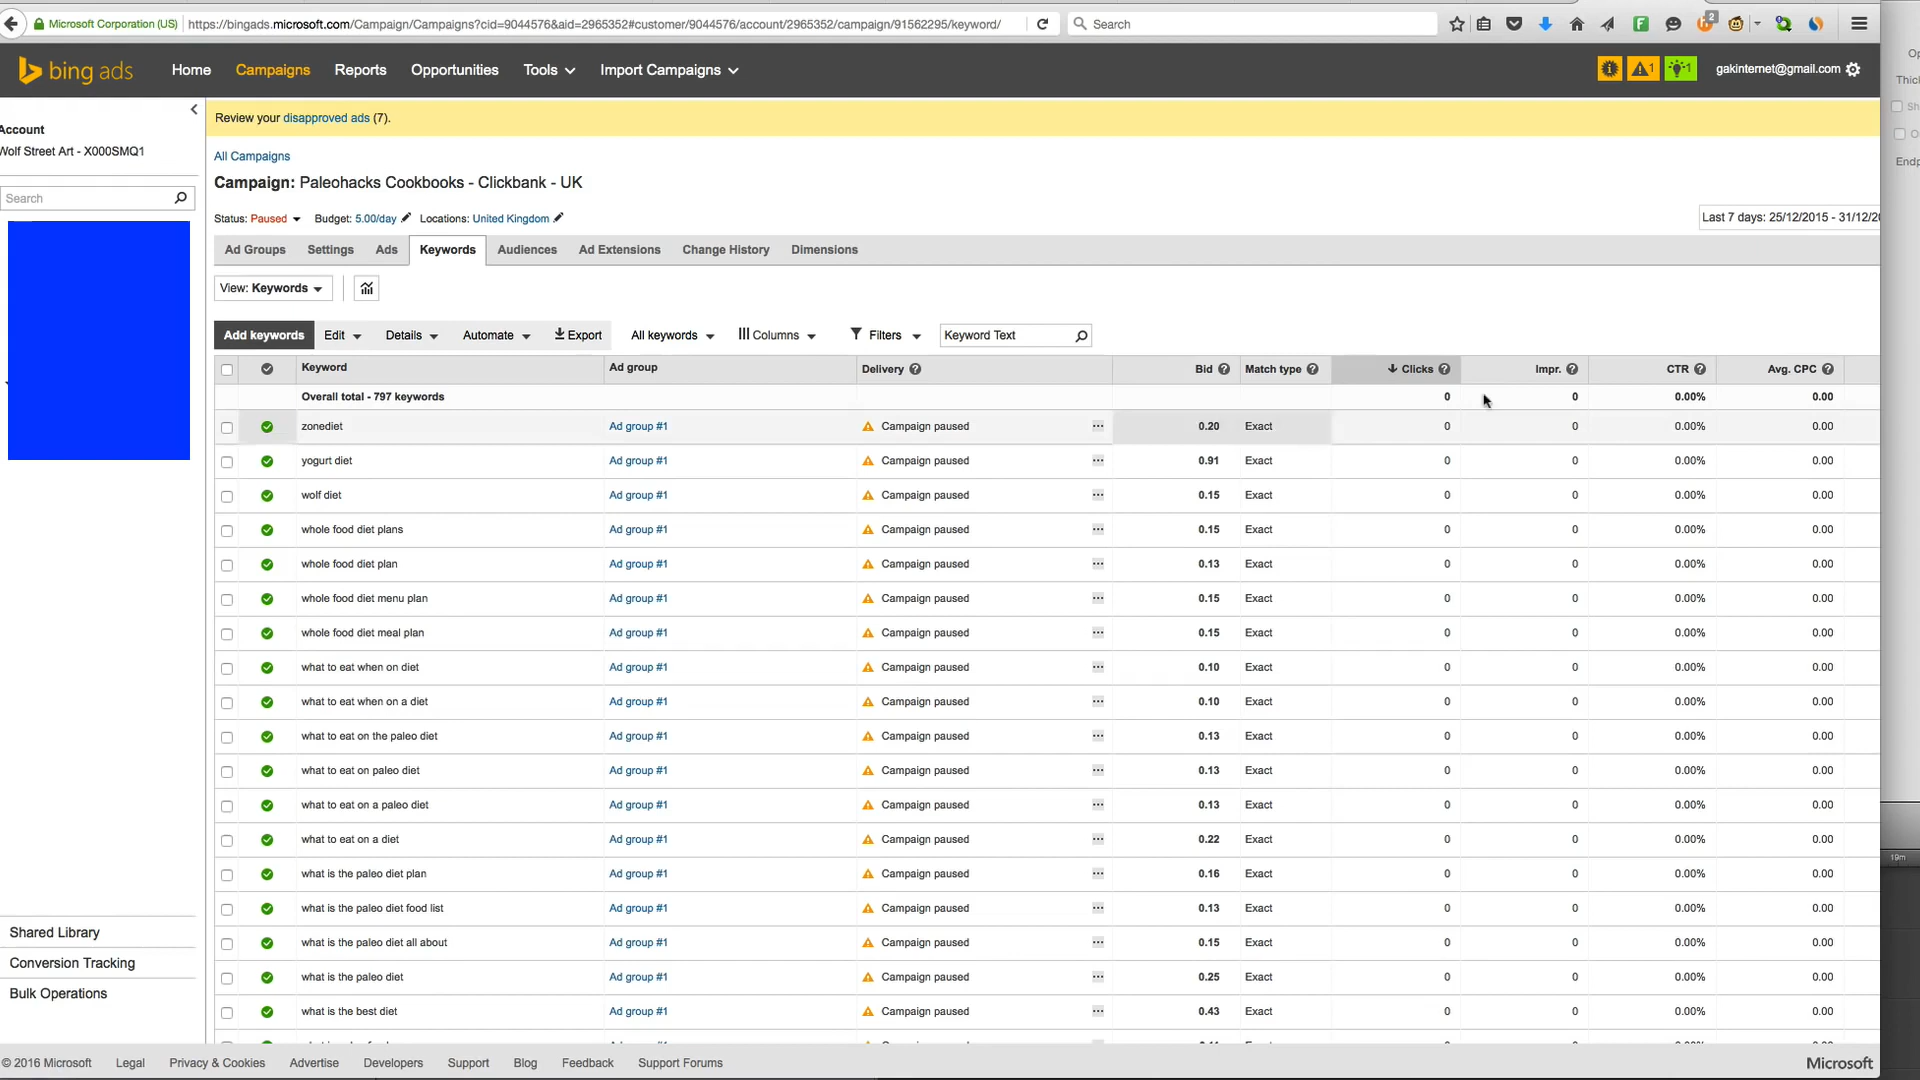 Microsoft Corporation (US) https://bingads.microsoft.com/Campaign/Campaigns?cid=9044576&aid=2965352#customer/9044576/account/2965352/campaign/91562295/keyword/ Search 2
bing ads Home Campaigns Reports Opportunities Tools Import Campaigns 1 1 gakinternet@gmail.com
Review your disapproved ads (7).
Account
Wolf Street Art - X000SMQ1
Search
All Campaigns
Campaign: Paleohacks Cookbooks - Clickbank - UK
Status: Paused Budget: 5.00/day Locations: United Kingdom
Last 7 days: 25/12/2015 - 31/12/20
Ad Groups Settings Ads Keywords Audiences Ad Extensions Change History Dimensions
View: Keywords
Add keywords Edit Details Automate Export All keywords Columns Filters Keyword Text
Keyword Ad group Delivery Bid Match type Clicks Impr. CTR Avg. CPC
Overall total - 797 keywords 0 0 0.00% 0.00
zonediet Ad group #1 Campaign paused ... 0.20 Exact 0 0 0.00% 0.00
yogurt diet Ad group #1 Campaign paused ... 0.91 Exact 0 0 0.00% 0.00
wolf diet Ad group #1 Campaign paused ... 0.15 Exact 0 0 0.00% 0.00
whole food diet plans Ad group #1 Campaign paused ... 0.15 Exact 0 0 0.00% 0.00
whole food diet plan Ad group #1 Campaign paused ... 0.13 Exact 0 0 0.00% 0.00
whole food diet menu plan Ad group #1 Campaign paused ... 0.15 Exact 0 0 0.00% 0.00
whole food diet meal plan Ad group #1 Campaign paused ... 0.15 Exact 0 0 0.00% 0.00
what to eat when on diet Ad group #1 Campaign paused ... 0.10 Exact 0 0 0.00% 0.00
what to eat when on a diet Ad group #1 Campaign paused ... 0.10 Exact 0 0 0.00% 0.00
what to eat on the paleo diet Ad group #1 Campaign paused ... 0.13 Exact 0 0 0.00% 0.00
what to eat on paleo diet Ad group #1 Campaign paused ... 0.13 Exact 0 0 0.00% 0.00
what to eat on a paleo diet Ad group #1 Campaign paused ... 0.13 Exact 0 0 0.00% 0.00
what to eat on a diet Ad group #1 Campaign paused ... 0.22 Exact 0 0 0.00% 0.00
what is the paleo diet plan Ad group #1 Campaign paused ... 0.16 Exact 0 0 0.00% 0.00
what is the paleo diet food list Ad group #1 Campaign paused ... 0.13 Exact 0 0 0.00% 0.00
what is the paleo diet all about Ad group #1 Campaign paused ... 0.15 Exact 0 0 0.00% 0.00
what is the paleo diet Ad group #1 Campaign paused ... 0.25 Exact 0 0 0.00% 0.00
what is the best diet Ad group #1 Campaign paused ... 0.43 Exact 0 0 0.00% 0.00
Shared Library
Conversion Tracking
Bulk Operations
© 2016 Microsoft Legal Privacy & Cookies Advertise Developers Support Blog Feedback Support Forums Microsoft
Op
Thick
Sh
O
Endp
19m